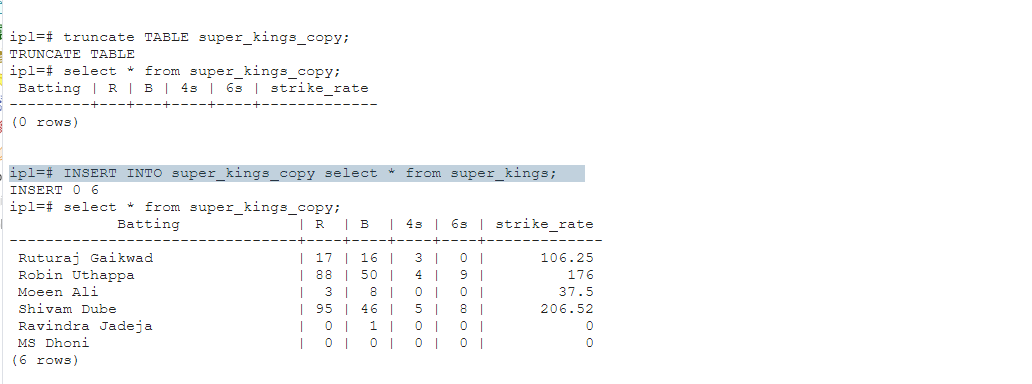 ipl=# truncate TABLE super_kings_copy;
TRUNCATE TABLE
ipl=# select * from super_kings_copy;
 Batting | R | B | 4s | 6s | strike_rate
---------+---+---+----+----+-------------
(0 rows)
ipl=# INSERT INTO super_kings_copy select * from super_kings;
INSERT 0 6
ipl=# select * from super_kings_copy;
            Batting             | R  | B  | 4s | 6s | strike_rate
--------------------------------+----+----+----+----+-------------
 Ruturaj Gaikwad                | 17 | 16 |  3 |  0 |      106.25
 Robin Uthappa                  | 88 | 50 |  4 |  9 |         176
 Moeen Ali                      |  3 |  8 |  0 |  0 |        37.5
 Shivam Dube                    | 95 | 46 |  5 |  8 |      206.52
 Ravindra Jadeja                |  0 |  1 |  0 |  0 |           0
 MS Dhoni                       |  0 |  0 |  0 |  0 |           0
(6 rows)